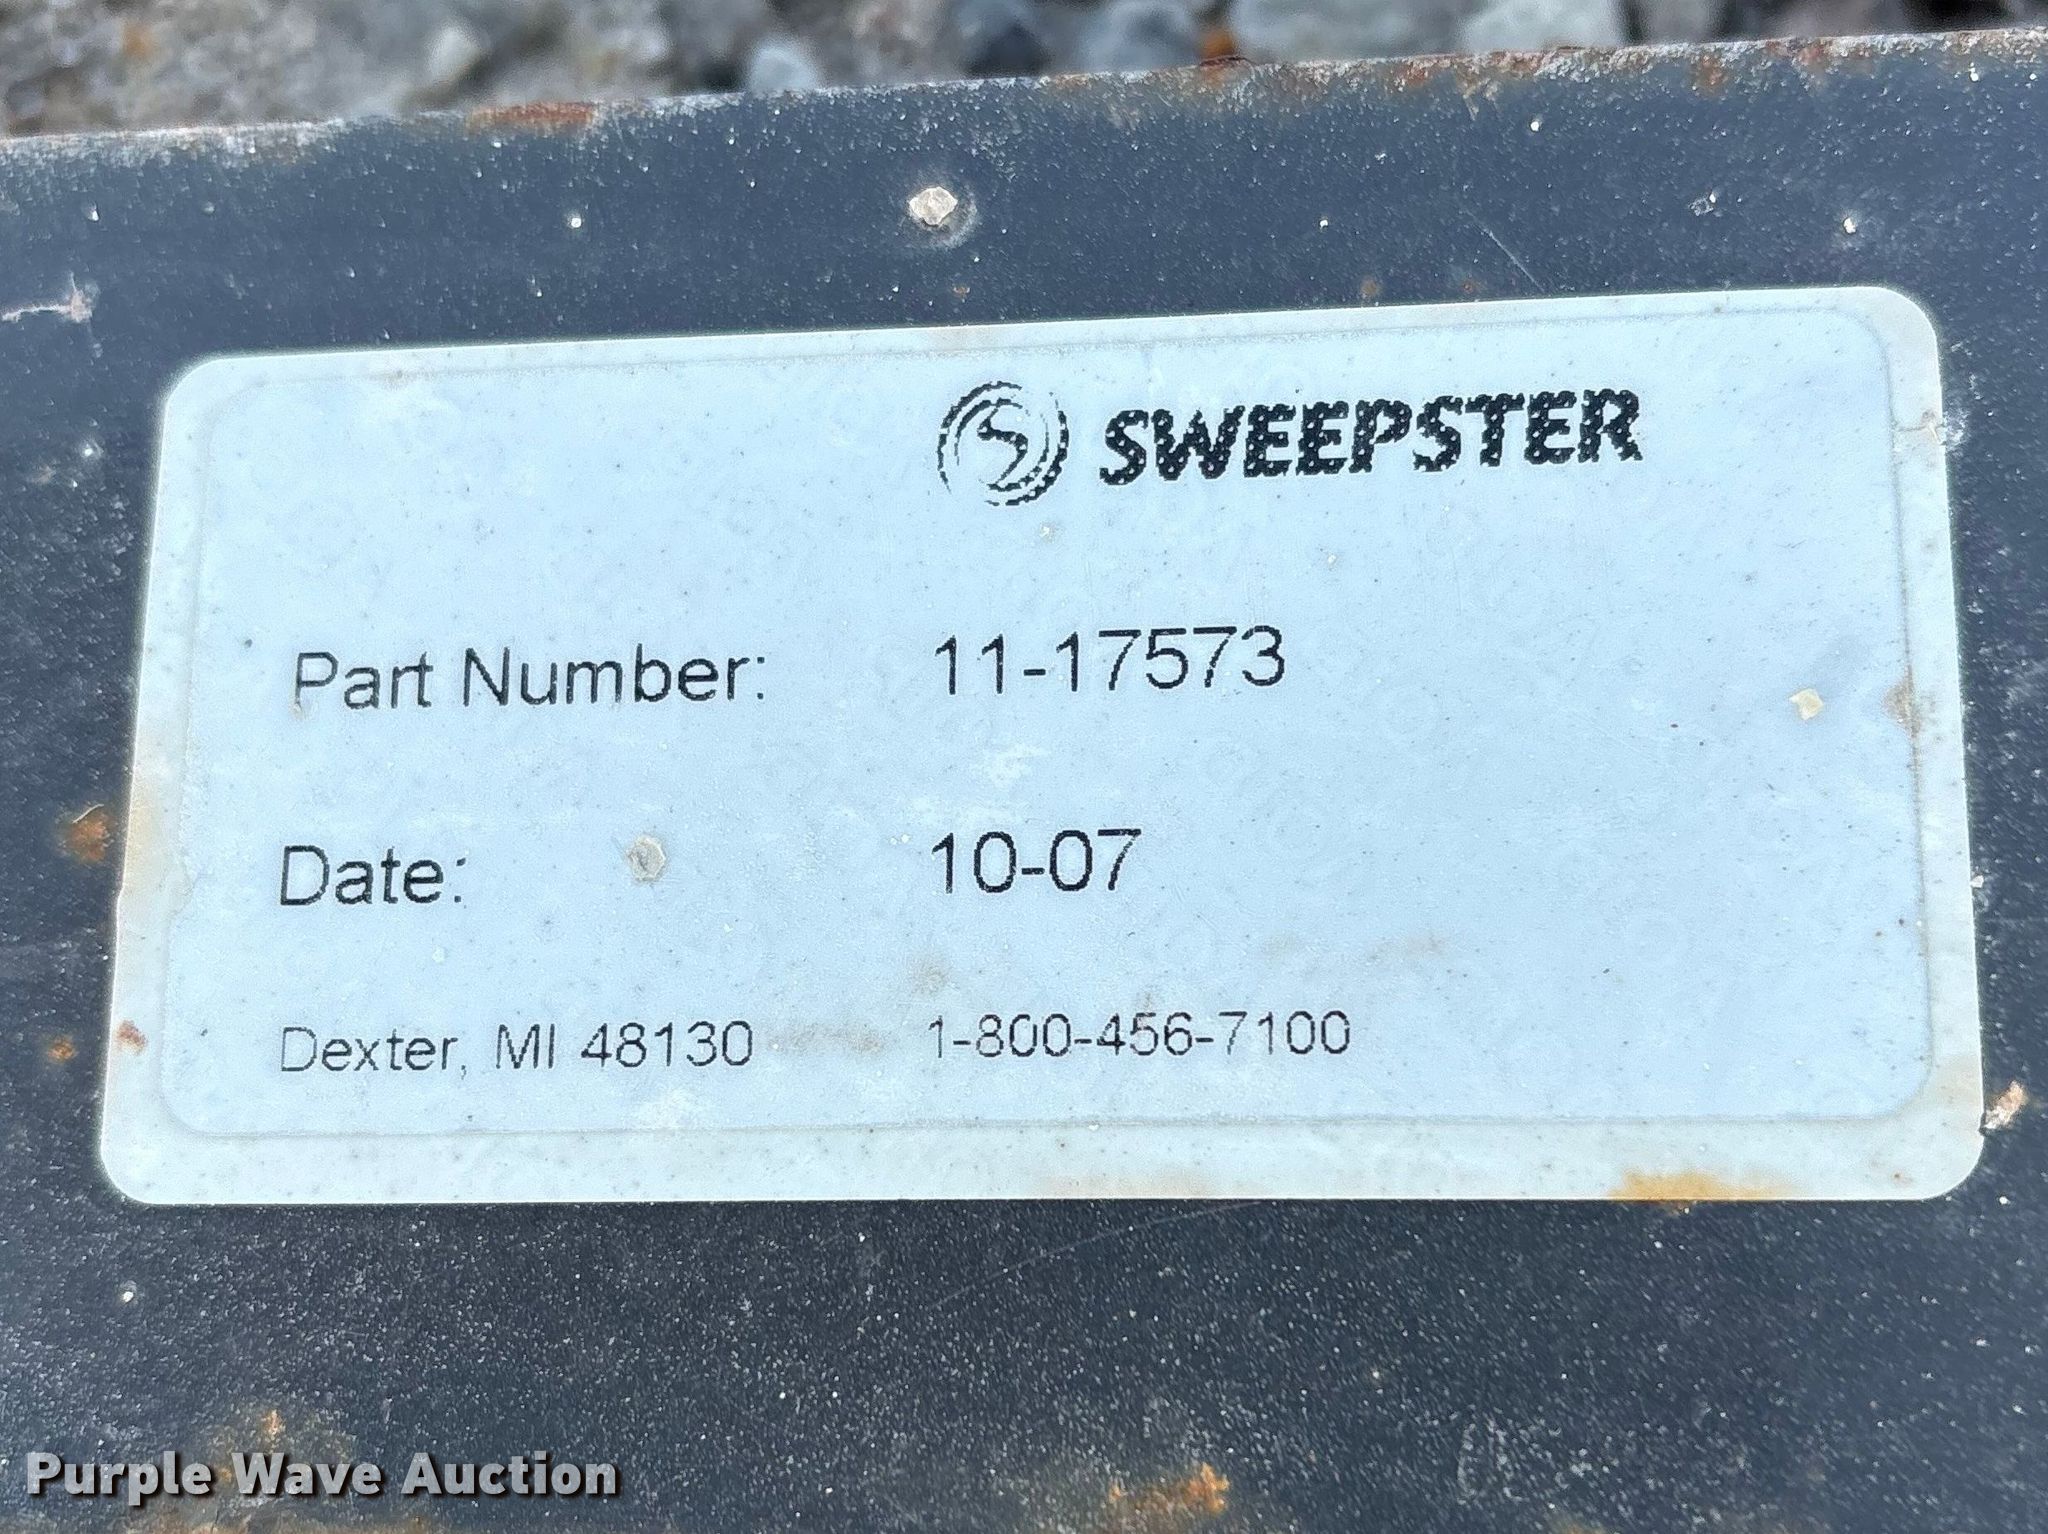 SWEEPSTER
Part Number: 11-17573
Date: 10-07
Dexter, MI 48130 1-800-456-7100
Purple Wave Auction